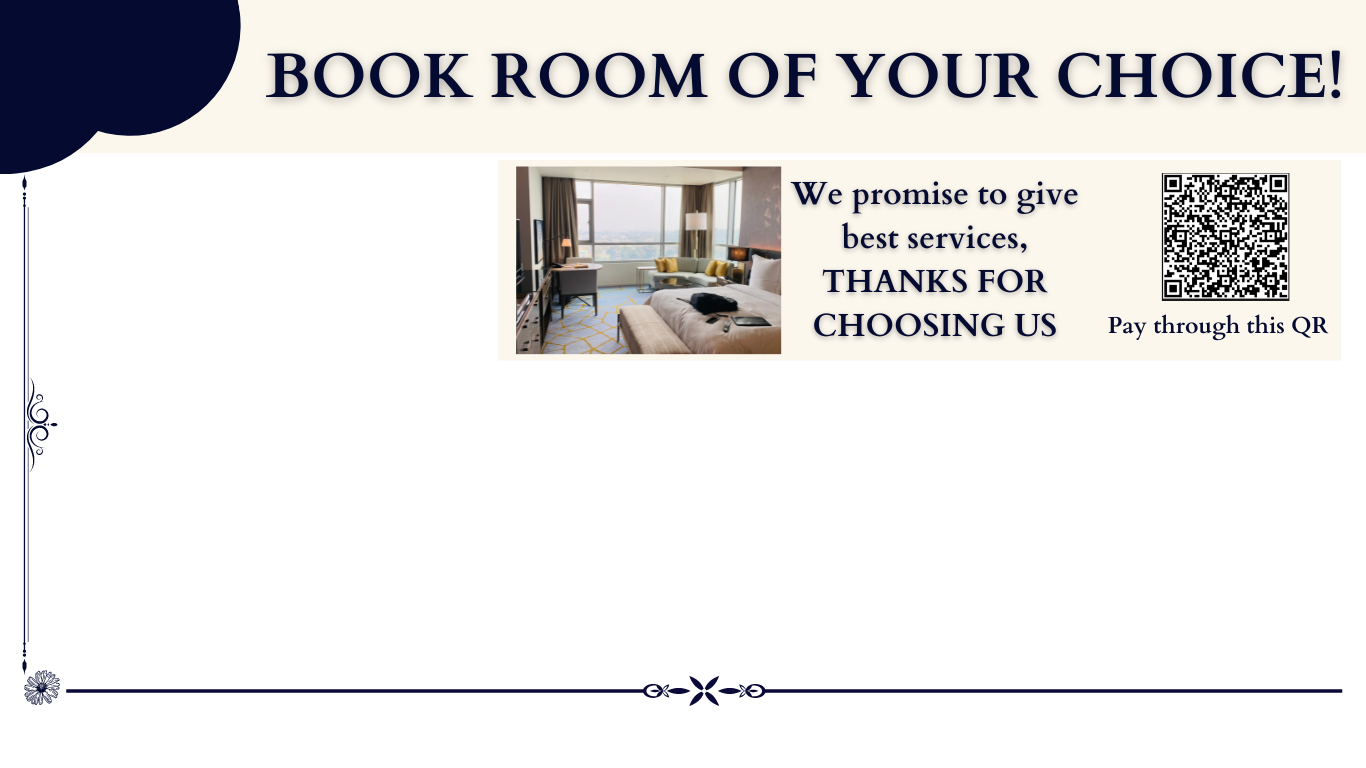 BOOK ROOM OF YOUR CHOICE!
We promise to give
best services,
THANKS FOR
CHOOSING US
Pay through this QR